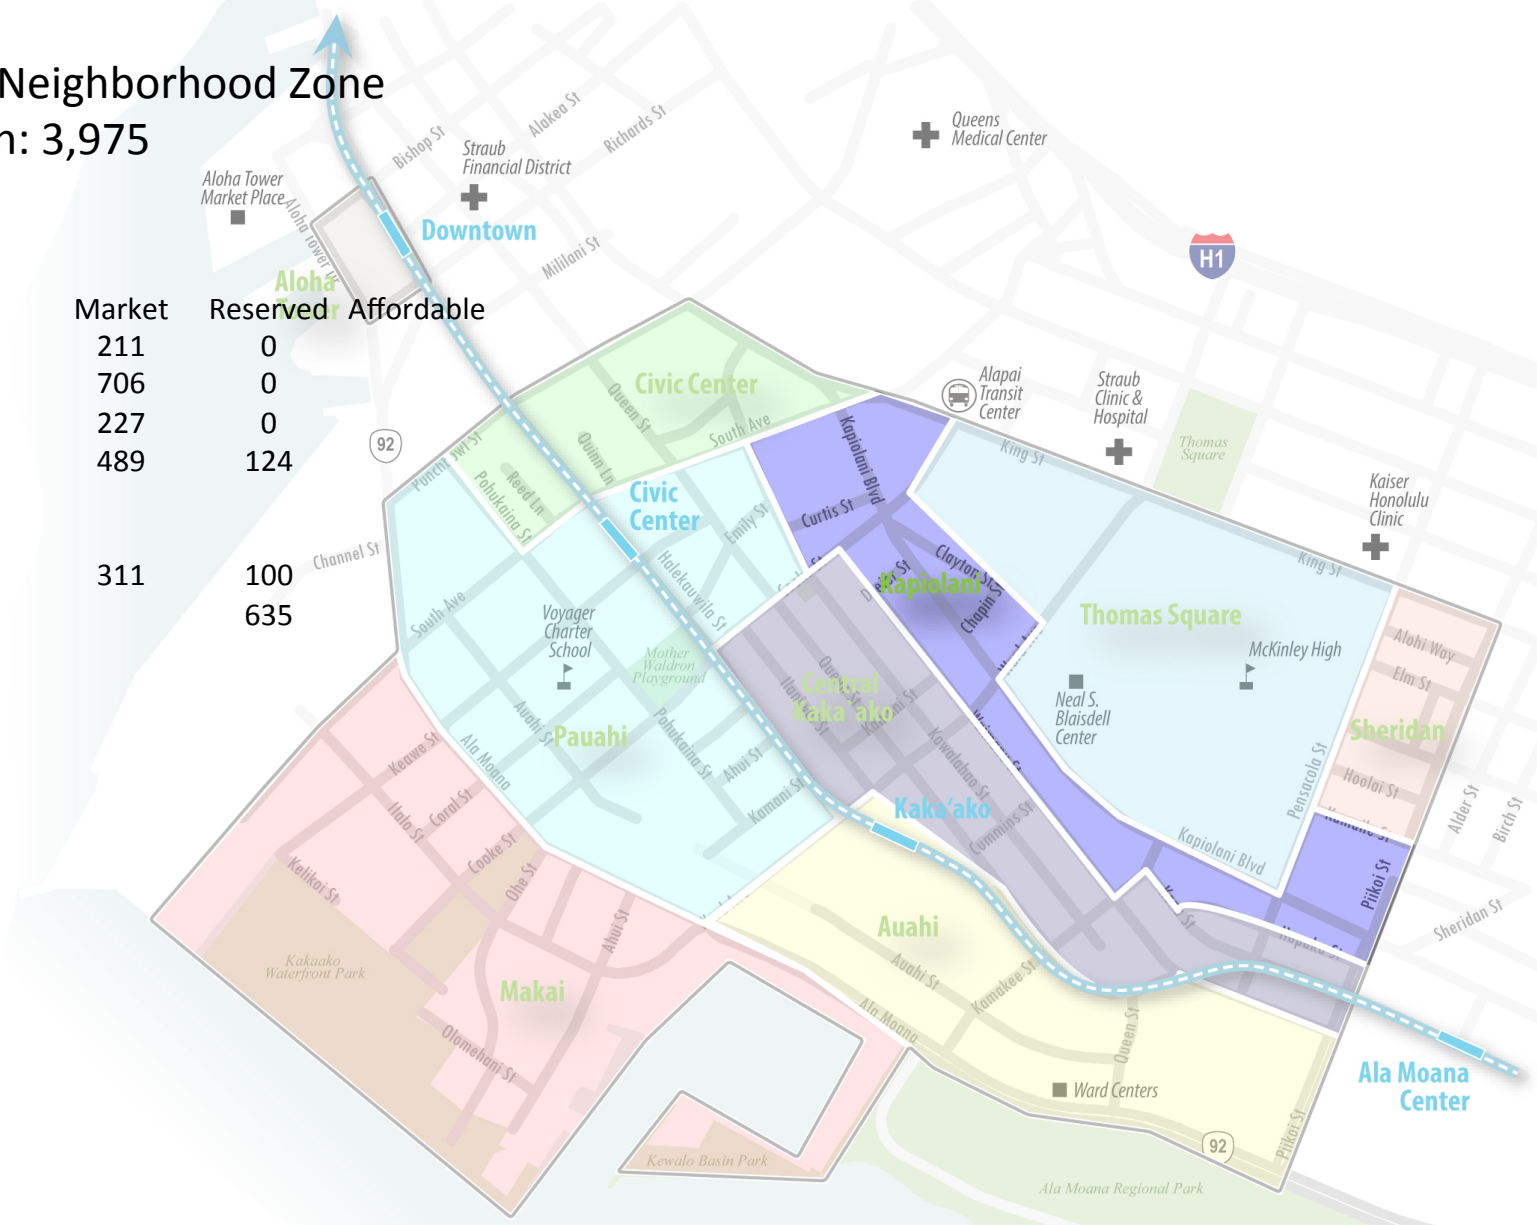 Neighborhood Zone
n: 3,975
Market Reserved Affordable
211 0
706 0
227 0
489 124
311 100
635
Aloha Tower
Market Place
Aloha tower dr
Aloha
Bishop St
Alakea St
Richards St
Straub
Financial District
Queens
Medical Center
Downtown
Mililani St
H1
92
Civic Center
Queen St
South Ave
Quinn Ln
Reed Ln
Pohukaina St
Channel St
Alapai
Transit
Center
Straub
Clinic &
Hospital
Thomas
Square
King St
Kaiser
Honolulu
Clinic
King St
Civic
Center
Emily St
Halekauwila St
Kapiolani Blvd
Curtis St
Clayton St
Kapiolani
Chapin St
Thomas Square
McKinley High
Neal S.
Blaisdell
Center
Alohi Way
Elm St
Sheridan
Hoolai St
Pensacola St
Kapiolani Blvd
Alder St
Birch St
Piikoi St
Sheridan St
South Ave
Voyager
Charter
School
Mother
Waldron
Playground
Central
Kaka'ako
Queen St
Kawaiahao St
Cummins St
Pauahi
Auahi St
Pohukaina St
Ahui St
Kamani St
Ala Moana
Kaka'ako
Keawe St
Coral St
Ilalo St
Cooke St
Ohe St
Kelikoi St
Ahui St
Kakaako
Waterfront Park
Makai
Olomehani St
Auahi
Auahi St
Kamakee St
Queen St
Ala Moana
Ward Centers
Ala Moana
Center
Piikoi St
92
Kewalo Basin Park
Ala Moana Regional Park